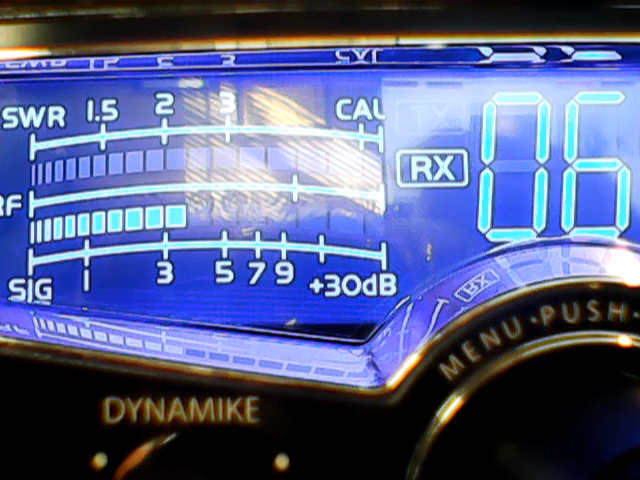 SWR 1.5 2 3 CAL
TX
RX
06
RF
SIG 1 3 5 7 9 +30dB
RX
MENU·PUSH·
DYNAMIKE